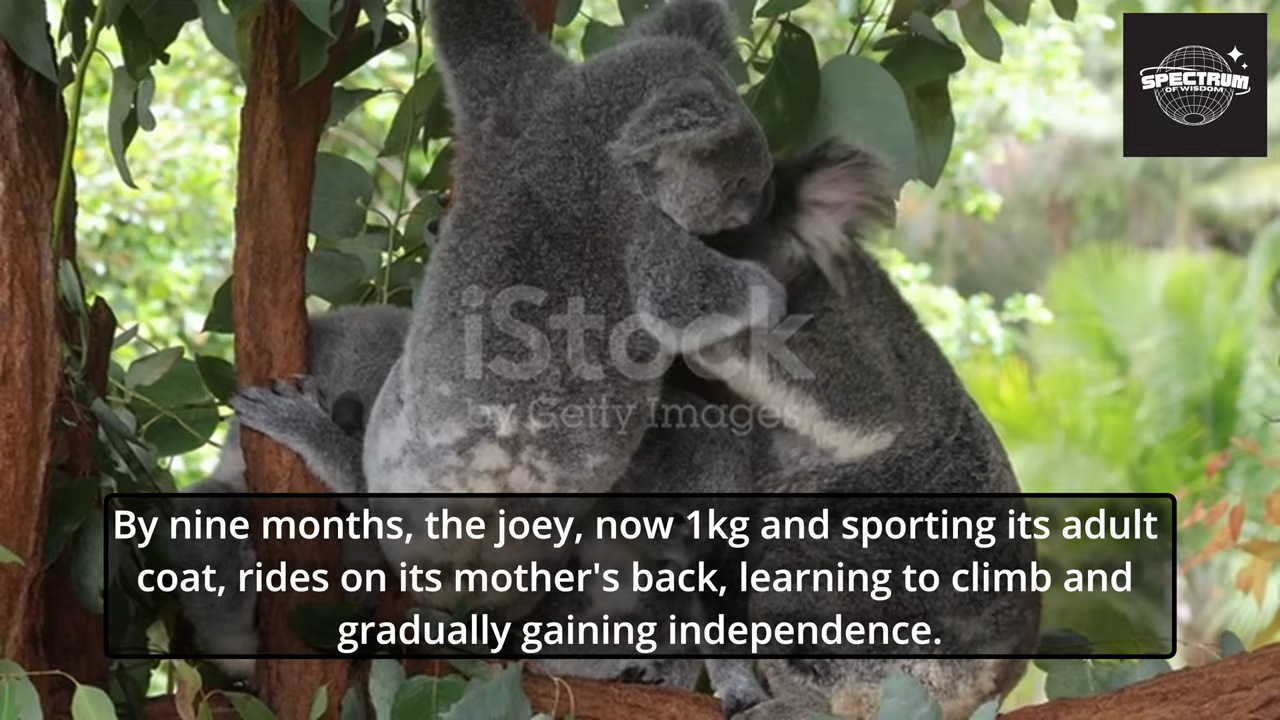 SPECTRUM
OF WISDOM
iStock
by Getty Images
By nine months, the joey, now 1kg and sporting its adult
coat, rides on its mother's back, learning to climb and
gradually gaining independence.